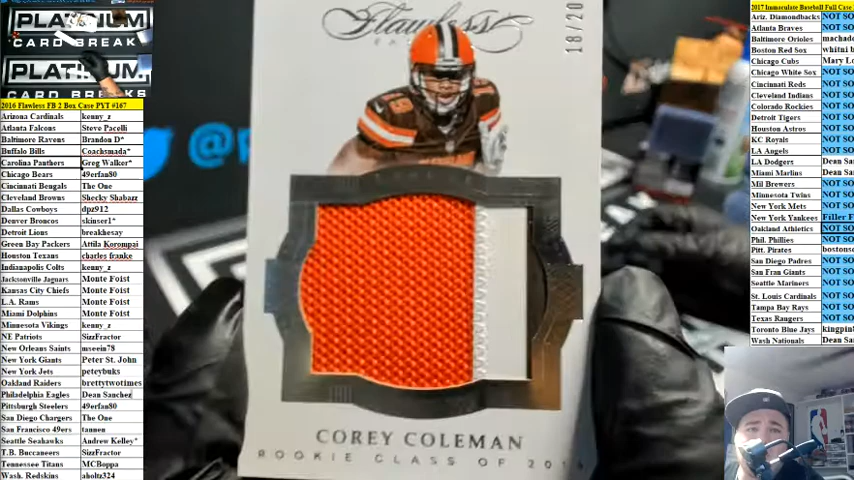 PLATINUM
CARD BREAK
PLATINUM
CARD BREAK
2016 Flawless FB 2 Box Case PYT #167
Arizona Cardinals kenny_z
Atlanta Falcons Steve Pacelli
Baltimore Ravens Brandon D*
Buffalo Bills Coachsmada*
Carolina Panthers Greg Walker*
Chicago Bears 49erfan80
Cincinnati Bengals The One
Cleveland Browns Shecky Shabazz
Dallas Cowboys dpz912
Denver Broncos skinser1*
Detroit Lions breakhesay
Green Bay Packers Attila Korompai
Houston Texans charles franke
Indianapolis Colts kenny_z
Jacksonville Jaguars Monte Foist
Kansas City Chiefs Monte Foist
L.A. Rams Monte Foist
Miami Dolphins Monte Foist
Minnesota Vikings kenny_z
NE Patriots SizzFractor
New Orleans Saints mseein78
New York Giants Peter St. John
New York Jets peteybuks
Oakland Raiders brettytwotimes
Philadelphia Eagles Dean Sanchez
Pittsburgh Steelers 49erfan80
San Diego Chargers The One
San Francisco 49ers tannen
Seattle Seahawks Andrew Kelley*
T.B. Buccaneers SizzFractor
Tennessee Titans MCBoppa
Wash. Redskins aholtz324
Flawless
18/20
@p
COREY COLEMAN
ROOKIE CLASS OF 2016
2017 Immaculate Baseball Full Case
Ariz. Diamondbacks NOT SO
Atlanta Braves NOT SO
Baltimore Orioles machad
Boston Red Sox whitni b
Chicago Cubs Mary Lo
Chicago White Sox NOT SO
Cincinnati Reds NOT SO
Cleveland Indians NOT SO
Colorado Rockies NOT SO
Detroit Tigers NOT SO
Houston Astros NOT SO
KC Royals NOT SO
LA Angels NOT SO
LA Dodgers Dean Sa
Miami Marlins Dean Sa
Mil Brewers NOT SO
Minnesota Twins NOT SO
New York Mets NOT SO
New York Yankees Filler F
Oakland Athletics NOT SO
Phil. Phillies NOT SO
Pitt. Pirates bostons
San Diego Padres NOT SO
San Fran Giants NOT SO
Seattle Mariners NOT SO
St. Louis Cardinals NOT SO
Tampa Bay Rays NOT SO
Texas Rangers NOT SO
Toronto Blue Jays kingpin
Wash Nationals Dean Sa